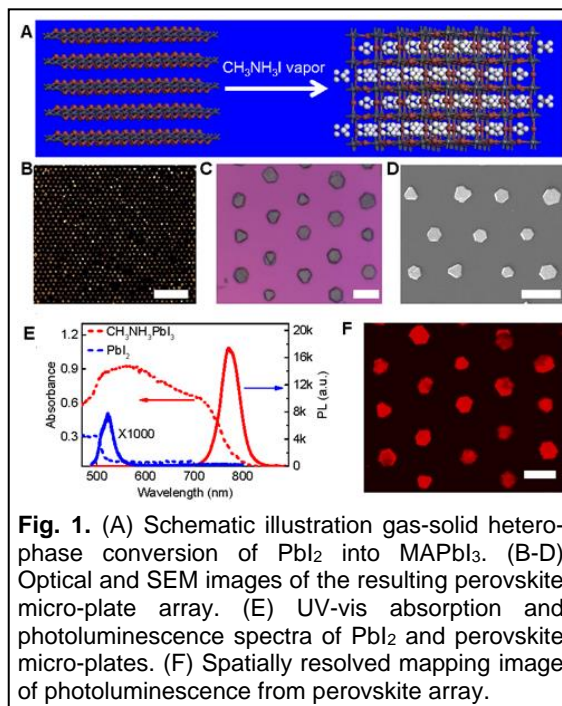 A
CH₃NH₃I vapor
B
C
D
E
F
CH₃NH₃PbI₃
PbI₂
X1000
Absorbance
1.2
0.9
0.6
0.3
20k
16k
12k
8k
4k
0
PL (a.u.)
500 600 700 800
Wavelength (nm)
Fig. 1. (A) Schematic illustration gas-solid hetero-
phase conversion of PbI₂ into MAPbI₃. (B-D)
Optical and SEM images of the resulting perovskite
micro-plate array. (E) UV-vis absorption and
photoluminescence spectra of PbI₂ and perovskite
micro-plates. (F) Spatially resolved mapping image
of photoluminescence from perovskite array.